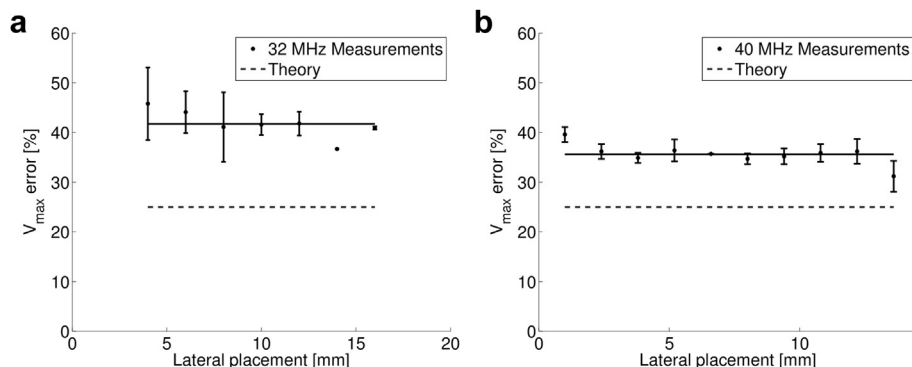 a
60
50
40
30
20
10
0
0
5
10
15
20
V_max error [%]
Lateral placement [mm]
32 MHz Measurements
Theory
b
60
50
40
30
20
10
0
0
5
10
V_max error [%]
Lateral placement [mm]
40 MHz Measurements
Theory